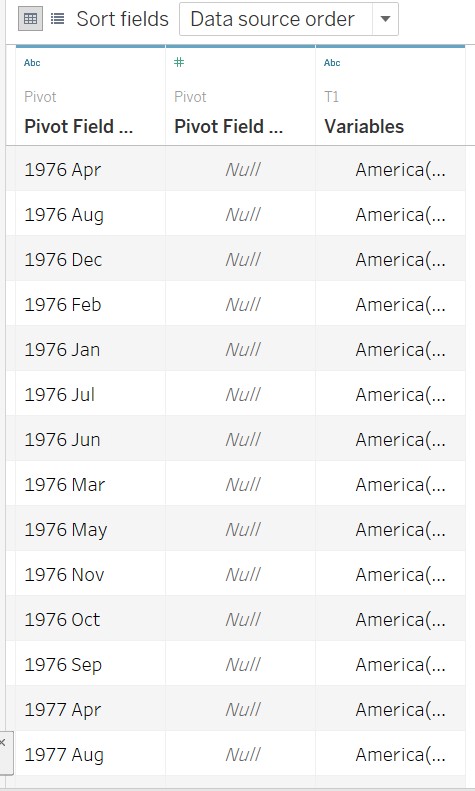 Sort fields Data source order
Abc # Abc
Pivot Pivot T1
Pivot Field ... Pivot Field ... Variables
1976 Apr Null America(...
1976 Aug Null America(...
1976 Dec Null America(...
1976 Feb Null America(...
1976 Jan Null America(...
1976 Jul Null America(...
1976 Jun Null America(...
1976 Mar Null America(...
1976 May Null America(...
1976 Nov Null America(...
1976 Oct Null America(...
1976 Sep Null America(...
1977 Apr Null America(...
1977 Aug Null America(...